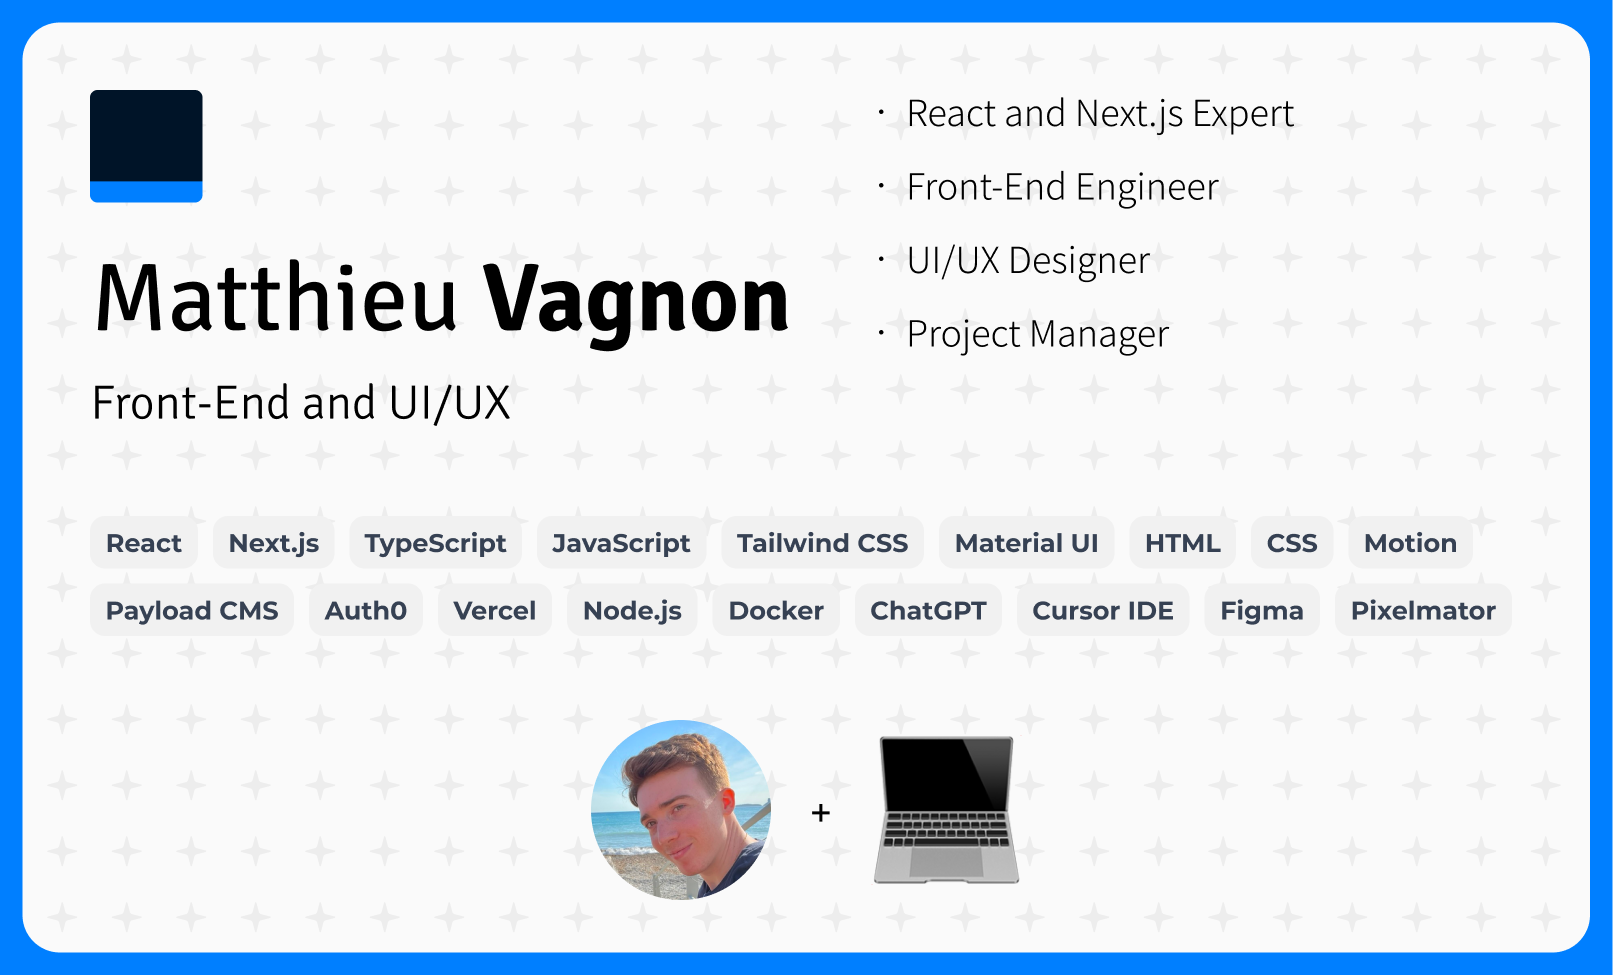 Matthieu Vagnon
Front-End and UI/UX
· React and Next.js Expert
· Front-End Engineer
· UI/UX Designer
· Project Manager
React Next.js TypeScript JavaScript Tailwind CSS Material UI HTML CSS Motion
Payload CMS Auth0 Vercel Node.js Docker ChatGPT Cursor IDE Figma Pixelmator
+